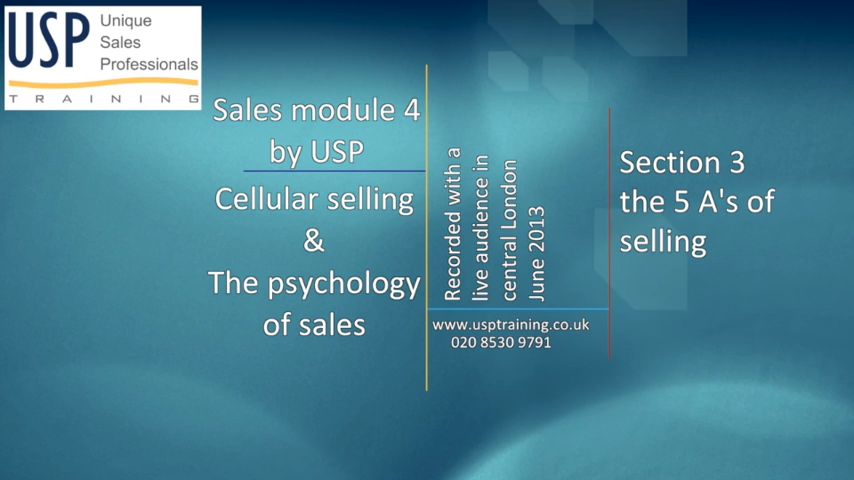 USP
Unique
Sales
Professionals
TRAINING
Sales module 4
by USP
Cellular selling
&
The psychology
of sales
Recorded with a
live audience in
central London
June 2013
www.usptraining.co.uk
020 8530 9791
Section 3
the 5 A's of
selling